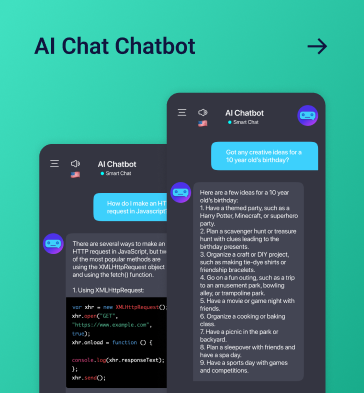 AI Chat Chatbot
AI Chatbot
Smart Chat
How do I make an HT
request in Javascript
There are several ways to make an
HTTP request in JavaScript, but tw
of the most popular methods are
using the XMLHttpRequest object
and using the fetch() function.
1. Using XMLHttpRequest:
var xhr = new XMLHttpRequest()
xhr.open("GET",
"https://www.example.com",
true);
xhr.onload = function () {
console.log(xhr.responseText);
};
xhr.send();
AI Chatbot
Smart Chat
Got any creative ideas for a
10 year old's birthday?
Here are a few ideas for a 10 year
old's birthday:
1. Have a themed party, such as a
Harry Potter, Minecraft, or superhero
party.
2. Plan a scavenger hunt or treasure
hunt with clues leading to the
birthday presents.
3. Organize a craft or DIY project,
such as making tie-dye shirts or
friendship bracelets.
4. Go on a fun outing, such as a trip
to an amusement park, bowling
alley, or trampoline park.
5. Have a movie or game night with
friends.
6. Organize a cooking or baking
class.
7. Have a picnic in the park or
backyard.
8. Plan a sleepover with friends and
have a spa day.
9. Have a sports day with games
and competitions.